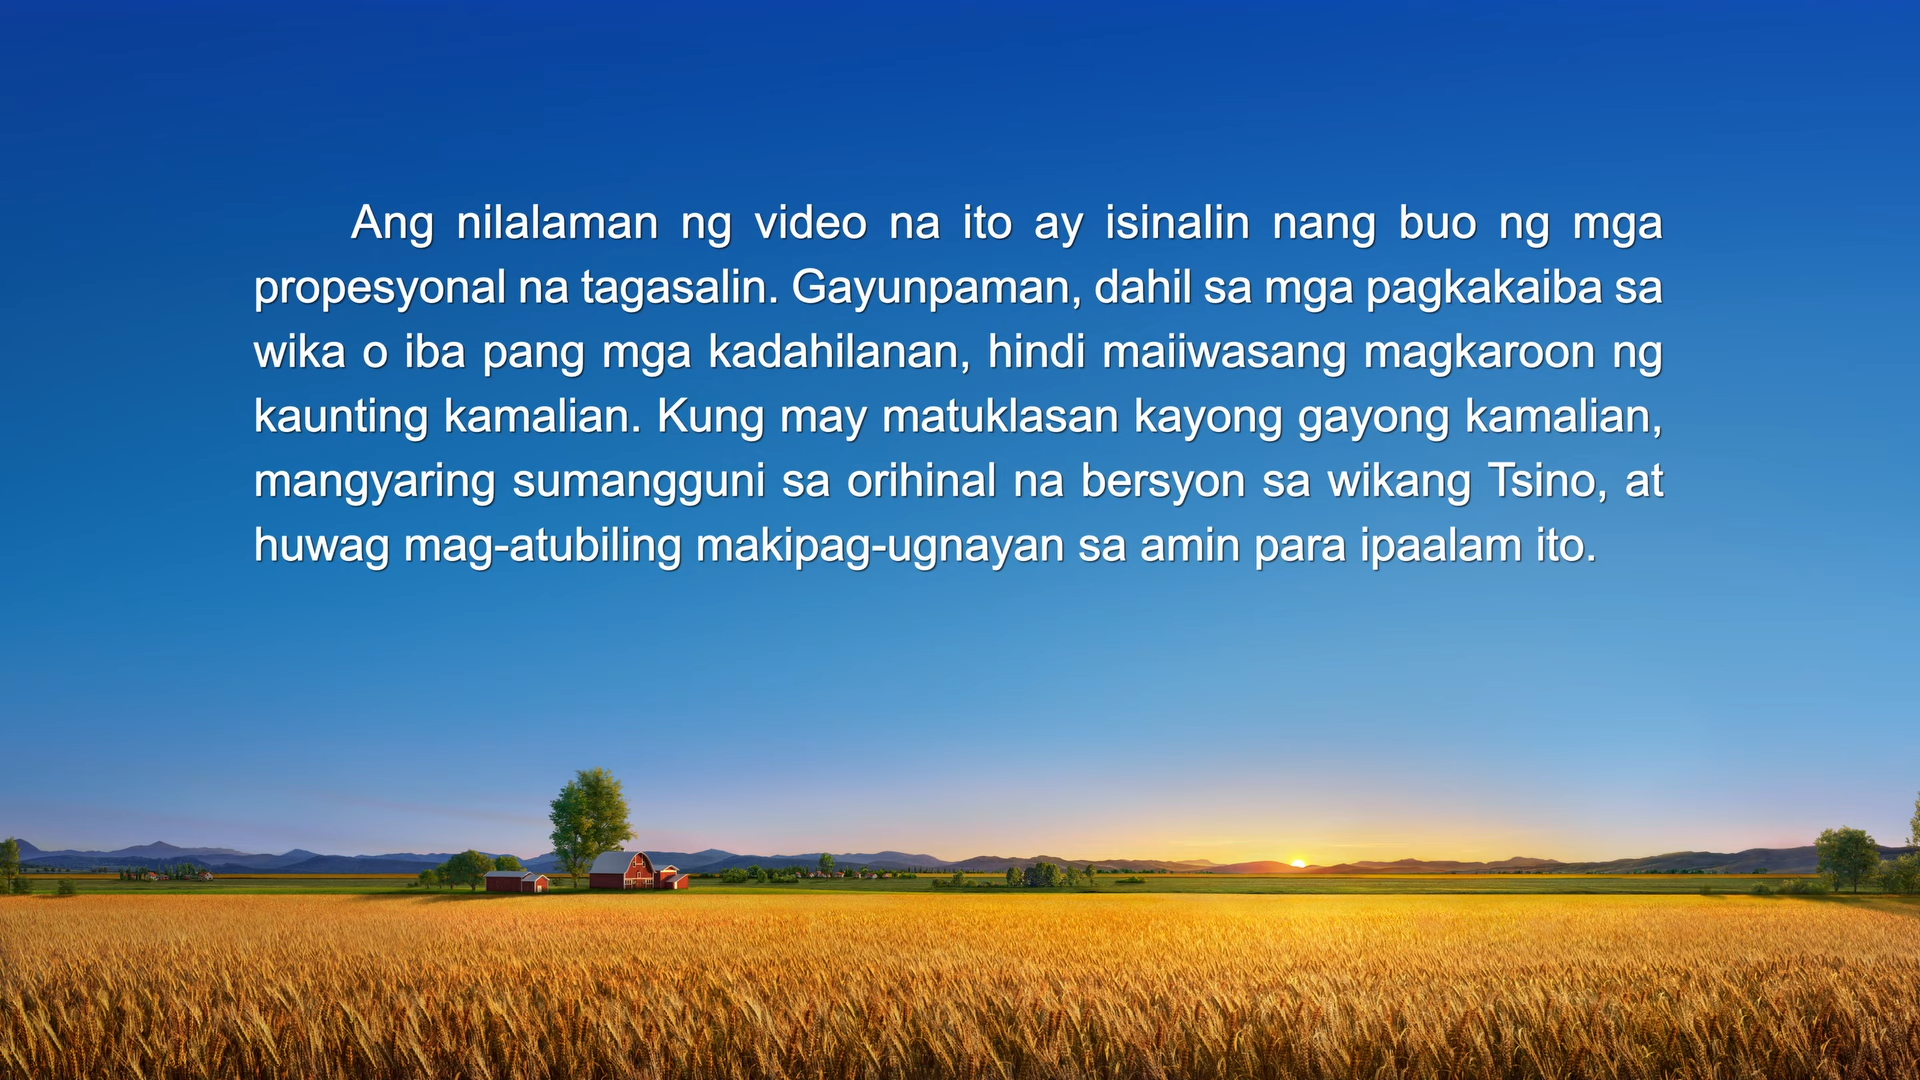 Ang nilalaman ng video na ito ay isinalin nang buo ng mga
propesyonal na tagasalin. Gayunpaman, dahil sa mga pagkakaiba sa
wika o iba pang mga kadahilanan, hindi maiiwasang magkaroon ng
kaunting kamalian. Kung may matuklasan kayong gayong kamalian,
mangyaring sumangguni sa orihinal na bersyon sa wikang Tsino, at
huwag mag-atubiling makipag-ugnayan sa amin para ipaalam ito.